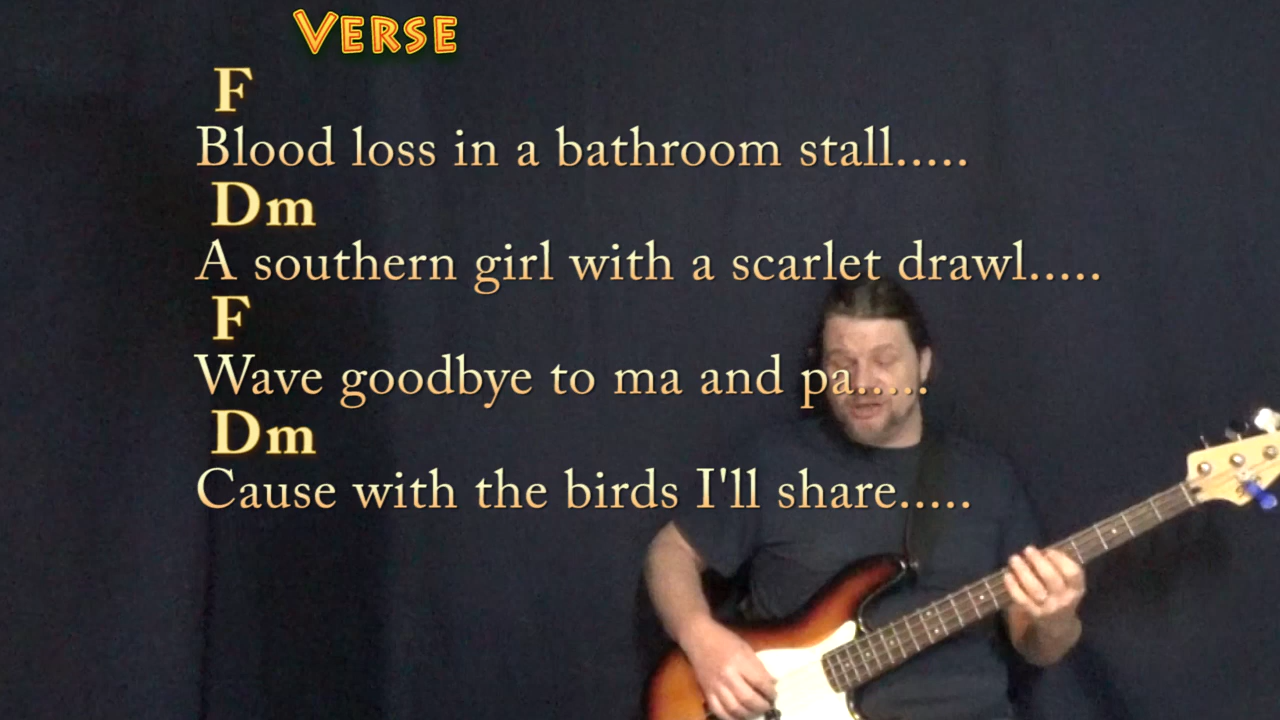 VERSE
F
Blood loss in a bathroom stall.....
Dm
A southern girl with a scarlet drawl.....
F
Wave goodbye to ma and pa.....
Dm
Cause with the birds I'll share.....